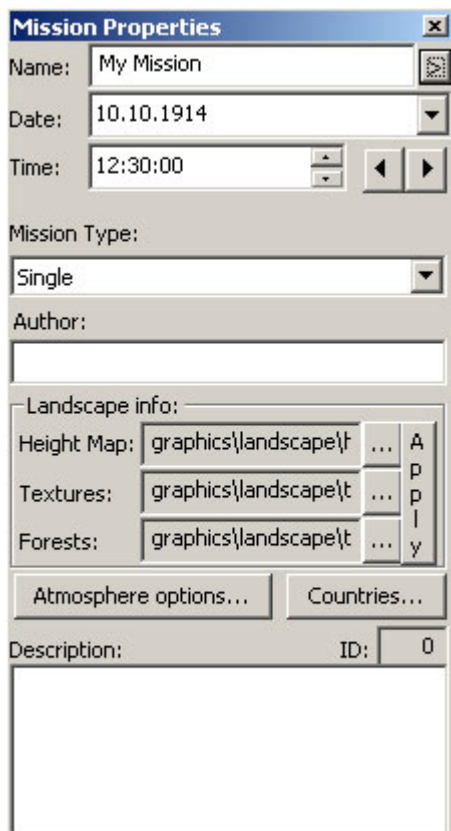 Mission Properties
Name: My Mission
Date: 10.10.1914
Time: 12:30:00
Mission Type:
Single
Author:
Landscape info:
Height Map: graphics\landscape\
Textures: graphics\landscape\t
Forests: graphics\landscape\t
Apply
Atmosphere options... Countries...
Description: ID: 0